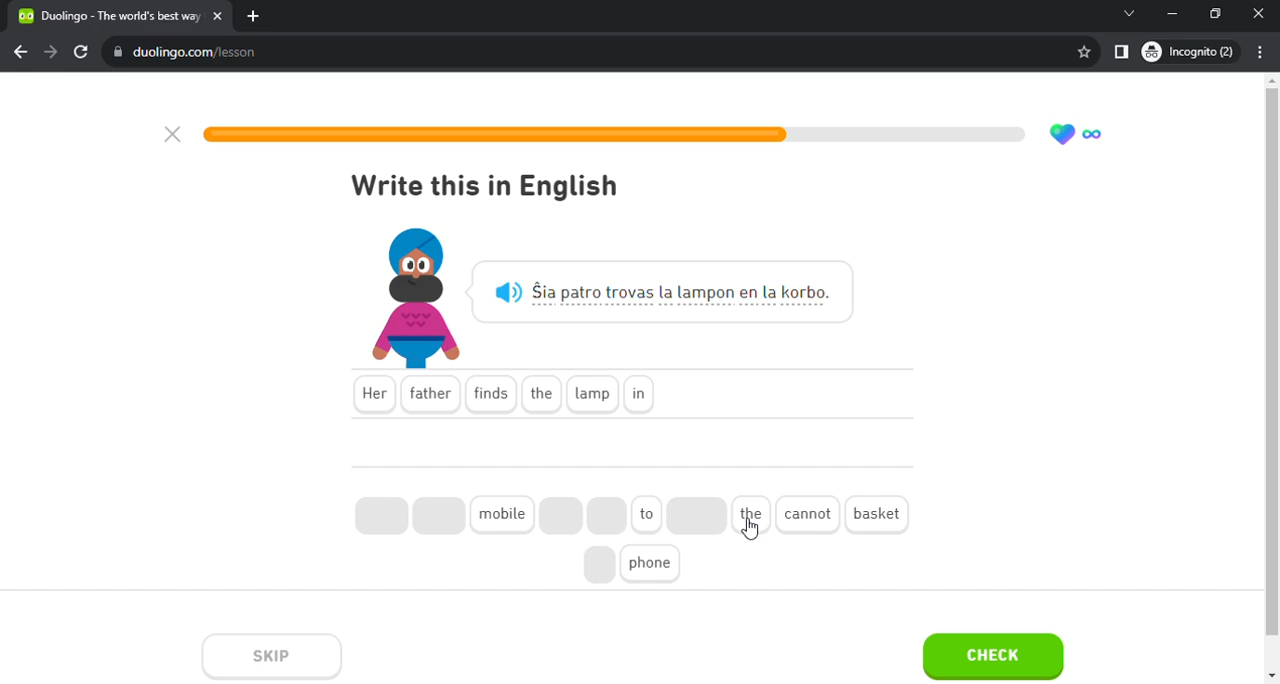 Duolingo - The world's best way
duolingo.com/lesson
Incognito (2)
Write this in English
Ŝia patro trovas la lampon en la korbo.
Her father finds the lamp in
mobile to the cannot basket
phone
SKIP
CHECK